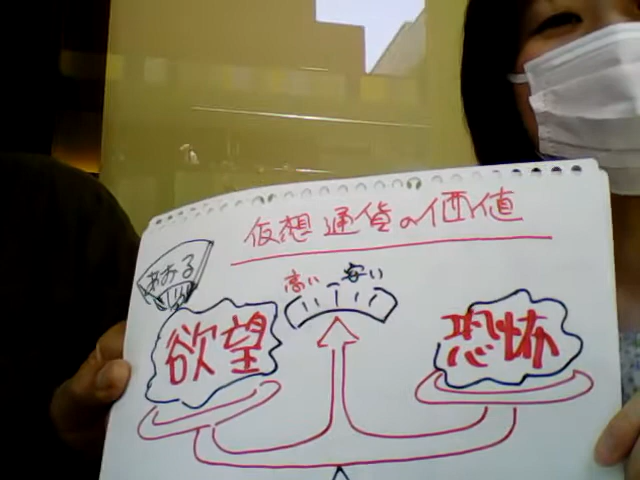 仮想通貨の価値
あおる
高い 安い
欲望
恐怖